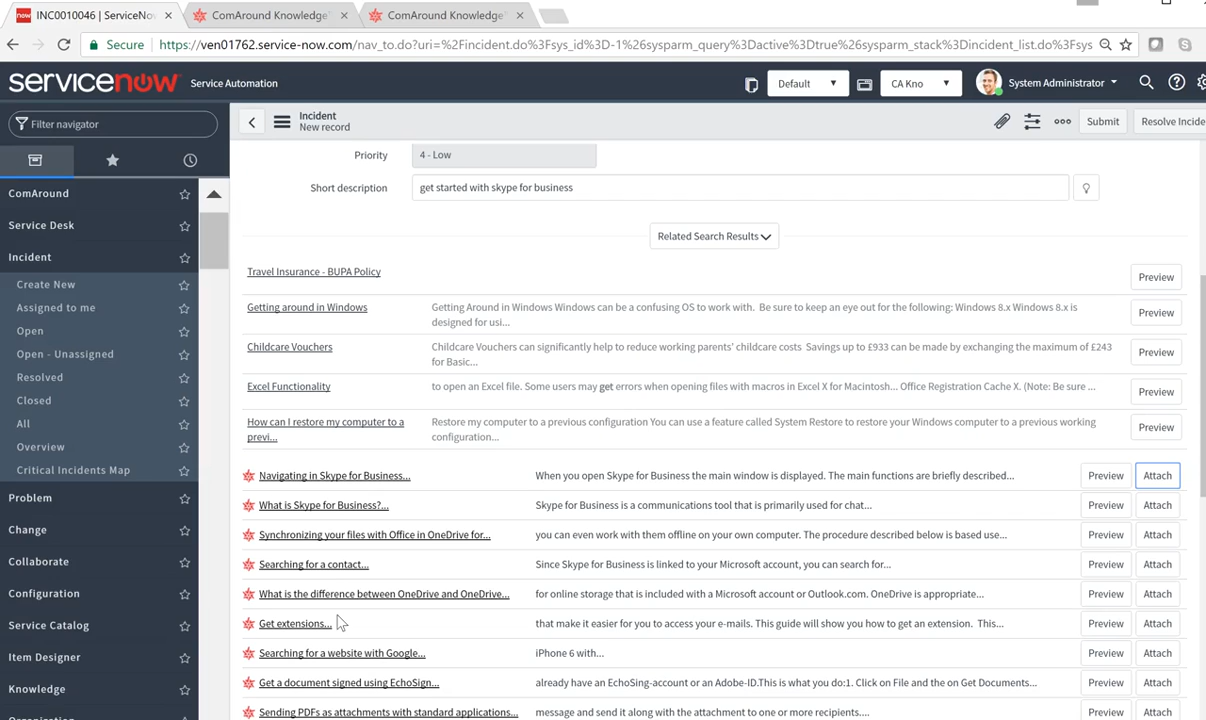 INC0010046 | ServiceNo
ComAround Knowledge™
ComAround Knowledge™
Secure
https://ven01762.service-now.com/nav_to.do?uri=%2Fincident.do%3Fsys_id%3D-1%26sysparm_query%3Dactive%3Dtrue%26sysparm_stack%3Dincident_list.do%3Fsys
servicenow
Service Automation
Default
CA Kno
System Administrator
Filter navigator
Incident
New record
Submit
Resolve Incide
ComAround
Service Desk
Incident
Create New
Assigned to me
Open
Open - Unassigned
Resolved
Closed
All
Overview
Critical Incidents Map
Problem
Change
Collaborate
Configuration
Service Catalog
Item Designer
Knowledge
Priority
4 - Low
Short description
get started with skype for business
Related Search Results
Travel Insurance - BUPA Policy
Preview
Getting around in Windows
Getting Around in Windows Windows can be a confusing OS to work with. Be sure to keep an eye out for the following: Windows 8.x Windows 8.x is
designed for usi...
Preview
Childcare Vouchers
Childcare Vouchers can significantly help to reduce working parents' childcare costs Savings up to £933 can be made by exchanging the maximum of £243
for Basic...
Preview
Excel Functionality
to open an Excel file. Some users may get errors when opening files with macros in Excel X for Macintosh... Office Registration Cache X. (Note: Be sure ...
Preview
How can I restore my computer to a
previ...
Restore my computer to a previous configuration You can use a feature called System Restore to restore your Windows computer to a previous working
configuration...
Preview
Navigating in Skype for Business...
When you open Skype for Business the main window is displayed. The main functions are briefly described...
Preview
Attach
What is Skype for Business?...
Skype for Business is a communications tool that is primarily used for chat...
Preview
Attach
Synchronizing your files with Office in OneDrive for...
you can even work with them offline on your own computer. The procedure described below is based use...
Preview
Attach
Searching for a contact...
Since Skype for Business is linked to your Microsoft account, you can search for...
Preview
Attach
What is the difference between OneDrive and OneDrive...
for online storage that is included with a Microsoft account or Outlook.com. OneDrive is appropriate...
Preview
Attach
Get extensions...
that make it easier for you to access your e-mails. This guide will show you how to get an extension. This...
Preview
Attach
Searching for a website with Google...
iPhone 6 with...
Preview
Attach
Get a document signed using EchoSign...
already have an EchoSing-account or an Adobe-ID.This is what you do:1. Click on File and the on Get Documents...
Preview
Attach
Sending PDFs as attachments with standard applications...
message and send it along with the attachment to one or more recipients....
Preview
Attach